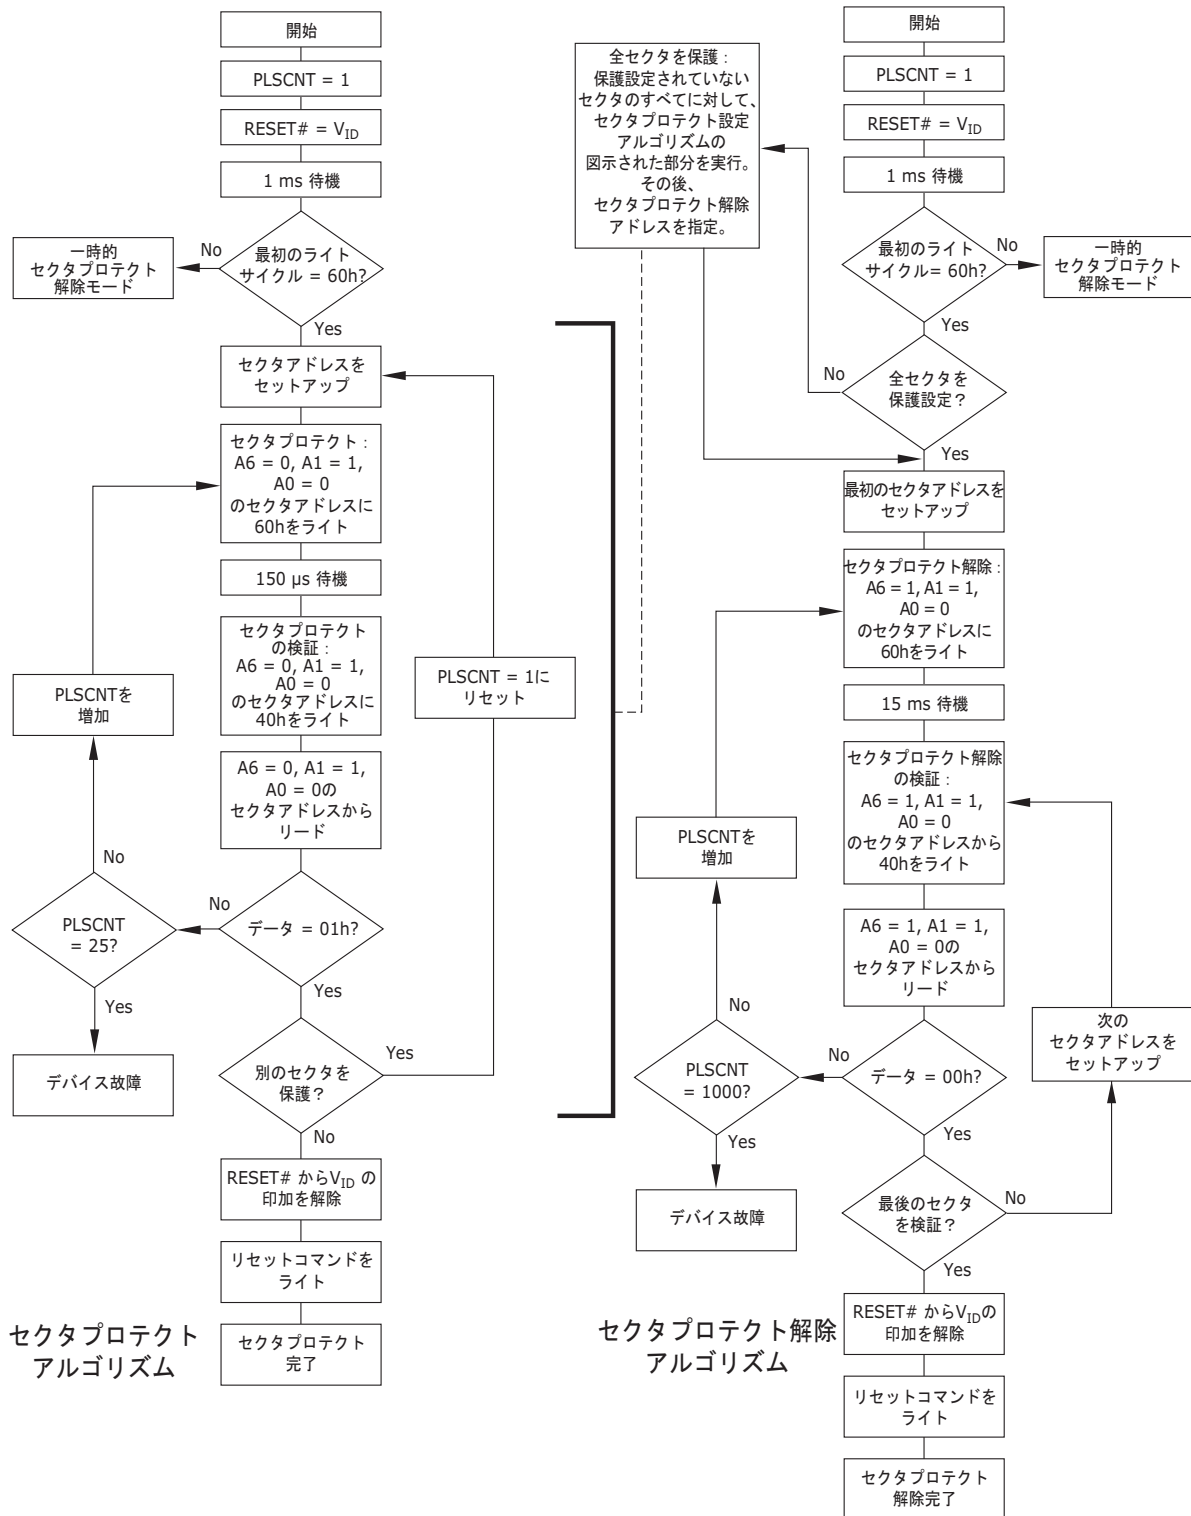 開始
PLSCNT = 1
RESET# = VID
1 ms 待機
最初のライト
サイクル = 60h?
No
一時的
セクタプロテクト
解除モード
Yes
セクタアドレスを
セットアップ
セクタプロテクト :
A6 = 0, A1 = 1,
A0 = 0
のセクタアドレスに
60hをライト
150 µs 待機
セクタプロテクト
の検証 :
A6 = 0, A1 = 1,
A0 = 0
のセクタアドレスに
40hをライト
A6 = 0, A1 = 1,
A0 = 0の
セクタアドレスから
リード
データ = 01h?
No
PLSCNT
= 25?
No
PLSCNTを
増加
Yes
デバイス故障
Yes
別のセクタを
保護？
Yes
PLSCNT = 1に
リセット
No
RESET# からVID の
印加を解除
リセットコマンドを
ライト
セクタプロテクト
完了
セクタプロテクト
アルゴリズム
開始
PLSCNT = 1
RESET# = VID
1 ms 待機
最初のライト
サイクル= 60h?
No
一時的
セクタプロテクト
解除モード
Yes
全セクタを
保護設定？
No
全セクタを保護 :
保護設定されていない
セクタのすべてに対して、
セクタプロテクト設定
アルゴリズムの
図示された部分を実行。
その後、
セクタプロテクト解除
アドレスを指定。
Yes
最初のセクタアドレスを
セットアップ
セクタプロテクト解除 :
A6 = 1, A1 = 1,
A0 = 0
のセクタアドレスに
60hをライト
15 ms 待機
セクタプロテクト解除
の検証 :
A6 = 1, A1 = 1,
A0 = 0
のセクタアドレスから
40hをライト
A6 = 1, A1 = 1,
A0 = 0の
セクタアドレスから
リード
データ = 00h?
No
PLSCNT
= 1000?
No
PLSCNTを
増加
Yes
デバイス故障
Yes
最後のセクタ
を検証？
No
次の
セクタアドレスを
セットアップ
Yes
RESET# からVIDの
印加を解除
リセットコマンドを
ライト
セクタプロテクト
解除完了
セクタプロテクト解除
アルゴリズム